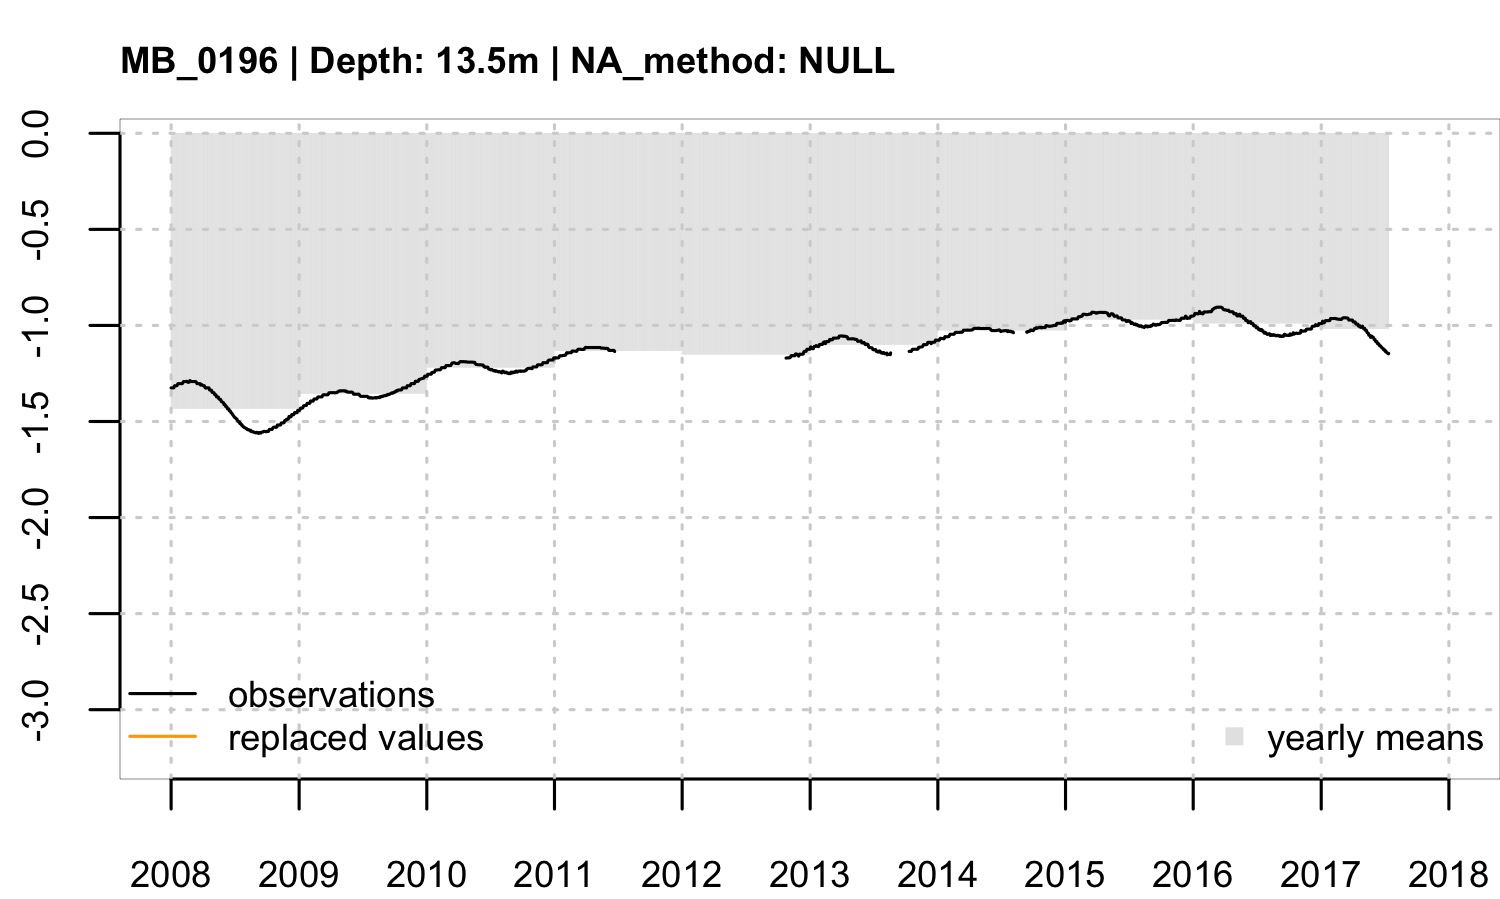 MB_0196 | Depth: 13.5m | NA_method: NULL
0.0
-0.5
-1.0
-1.5
-2.0
-2.5
-3.0
observations
replaced values
yearly means
2008 2009 2010 2011 2012 2013 2014 2015 2016 2017 2018